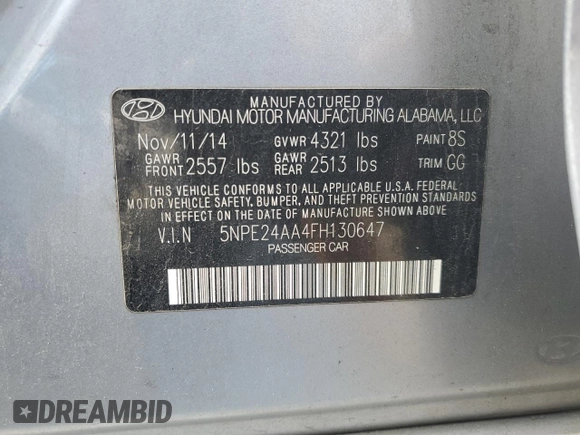 MANUFACTURED BY
HYUNDAI MOTOR MANUFACTURING ALABAMA, LLC
Nov/11/14 GVWR 4321 lbs PAINT 8S
GAWR FRONT 2557 lbs GAWR REAR 2513 lbs TRIM GG
THIS VEHICLE CONFORMS TO ALL APPLICABLE U.S.A. FEDERAL
MOTOR VEHICLE SAFETY, BUMPER, AND THEFT PREVENTION
STANDARDS IN EFFECT ON THE DATE OF MANUFACTURE SHOWN ABOVE
V.I.N 5NPE24AA4FH130647
PASSENGER CAR
DREAMBID